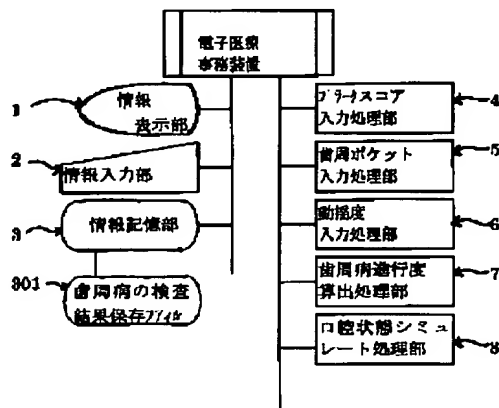 電子医療
事務装置
1
情報
表示部
2
情報入力部
3
情報記憶部
301
歯周病の検査
結果保存ファイル
プラークスコア
入力処理部
4
歯周ポケット
入力処理部
5
動揺度
入力処理部
6
歯周病進行度
算出処理部
7
口腔状態シミュ
レート処理部
8